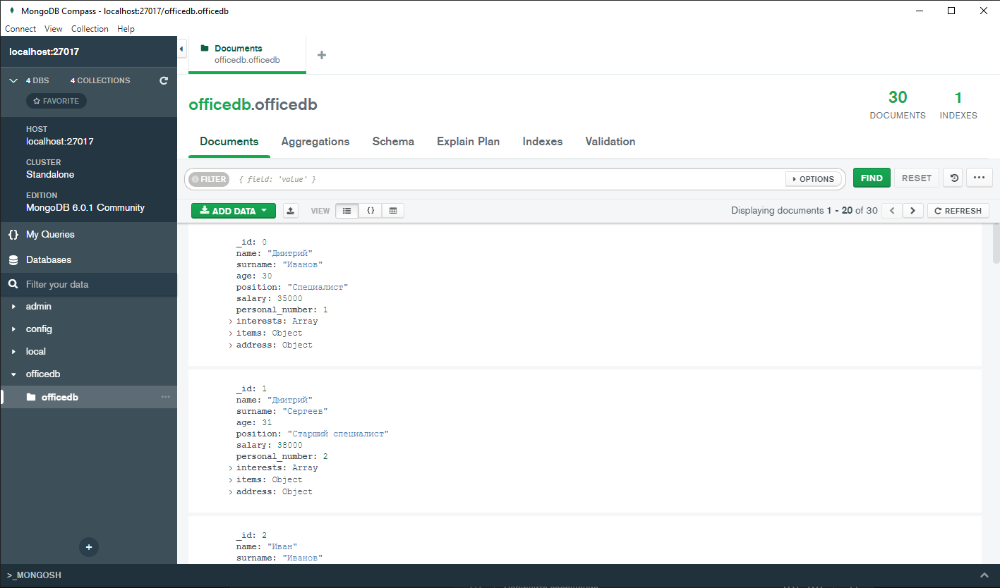 MongoDB Compass - localhost:27017/officedb.officedb
Connect View Collection Help
localhost:27017
4 DBS 4 COLLECTIONS
FAVORITE
HOST
localhost:27017
CLUSTER
Standalone
EDITION
MongoDB 6.0.1 Community
{} My Queries
Databases
Filter your data
admin
config
local
officedb
officedb
Documents
officedb.officedb
officedb.officedb
30
DOCUMENTS
1
INDEXES
Documents Aggregations Schema Explain Plan Indexes Validation
FILTER { field: 'value' } OPTIONS FIND RESET
ADD DATA VIEW {} Displaying documents 1 - 20 of 30 < > REFRESH
_id: 0
name: "Дмитрий"
surname: "Иванов"
age: 30
position: "Специалист"
salary: 35000
personal_number: 1
> interests: Array
> items: Object
> address: Object
_id: 1
name: "Дмитрий"
surname: "Сергеев"
age: 31
position: "Старший специалист"
salary: 38000
personal_number: 2
> interests: Array
> items: Object
> address: Object
_id: 2
name: "Иван"
surname: "Иванов"
>_MONGOSH